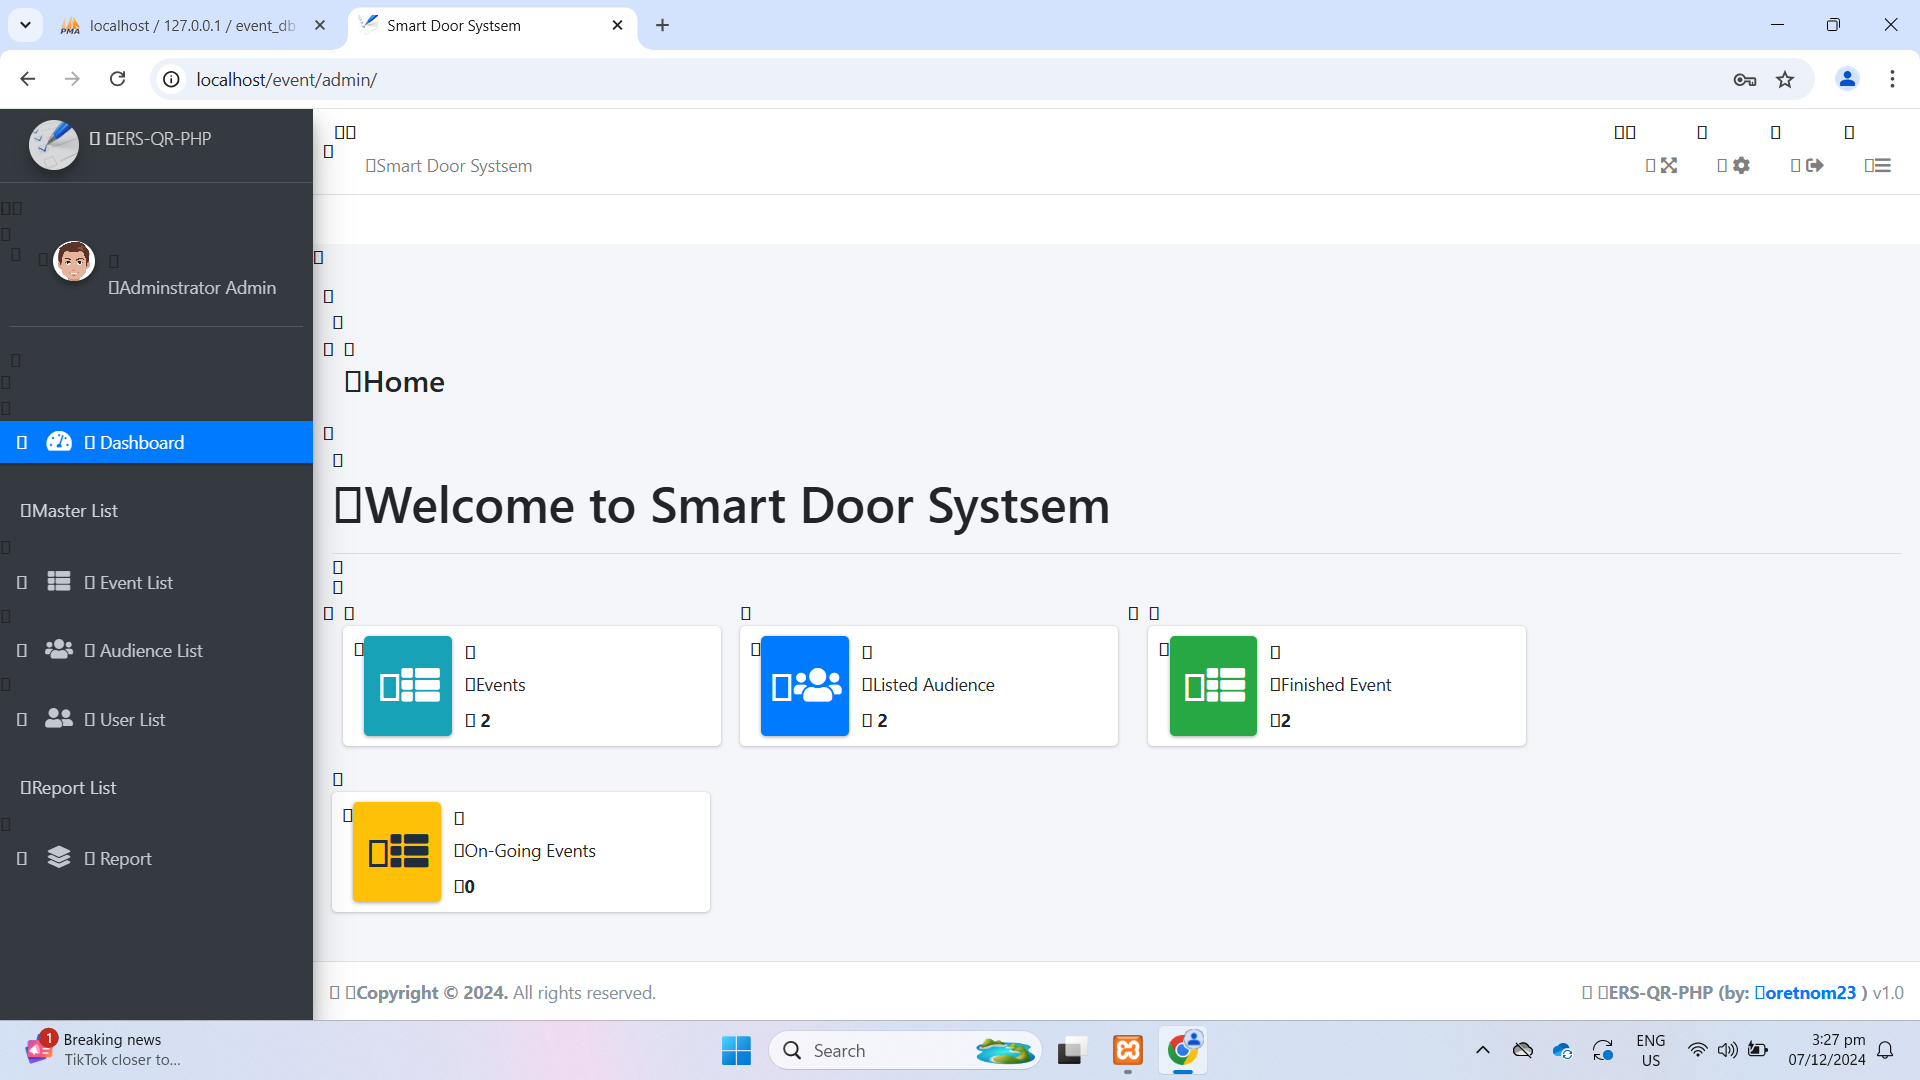 localhost / 127.0.0.1 / event_db
Smart Door Systsem
localhost/event/admin/
ERS-QR-PHP
Smart Door Systsem
Adminstrator Admin
Home
Dashboard
Welcome to Smart Door Systsem
Master List
Event List
Audience List
User List
Report List
Report
Events
2
Listed Audience
2
Finished Event
2
On-Going Events
0
Copyright © 2024. All rights reserved.
ERS-QR-PHP (by: oretnom23 ) v1.0
1
Breaking news
TikTok closer to...
Search
ENG
US
3:27 pm
07/12/2024